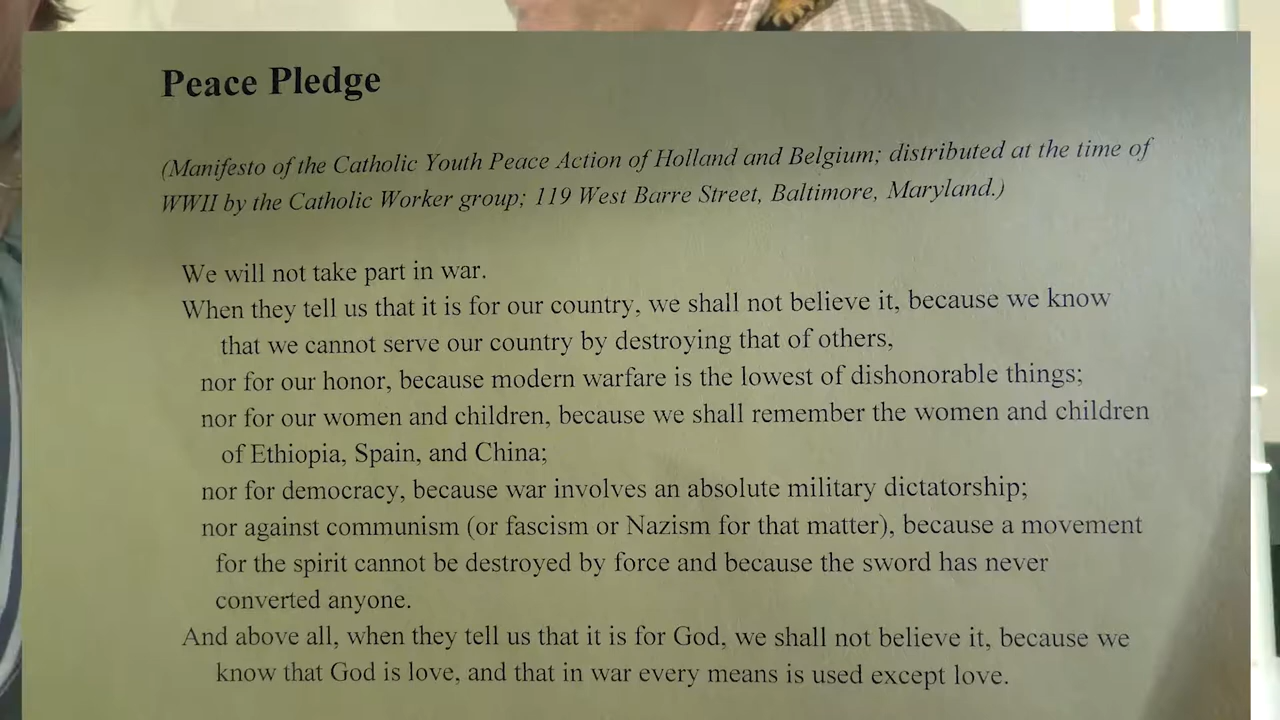 Peace Pledge
(Manifesto of the Catholic Youth Peace Action of Holland and Belgium; distributed at the time of
WWII by the Catholic Worker group; 119 West Barre Street, Baltimore, Maryland.)
We will not take part in war.
When they tell us that it is for our country, we shall not believe it, because we know
that we cannot serve our country by destroying that of others,
nor for our honor, because modern warfare is the lowest of dishonorable things;
nor for our women and children, because we shall remember the women and children
of Ethiopia, Spain, and China;
nor for democracy, because war involves an absolute military dictatorship;
nor against communism (or fascism or Nazism for that matter), because a movement
for the spirit cannot be destroyed by force and because the sword has never
converted anyone.
And above all, when they tell us that it is for God, we shall not believe it, because we
know that God is love, and that in war every means is used except love.